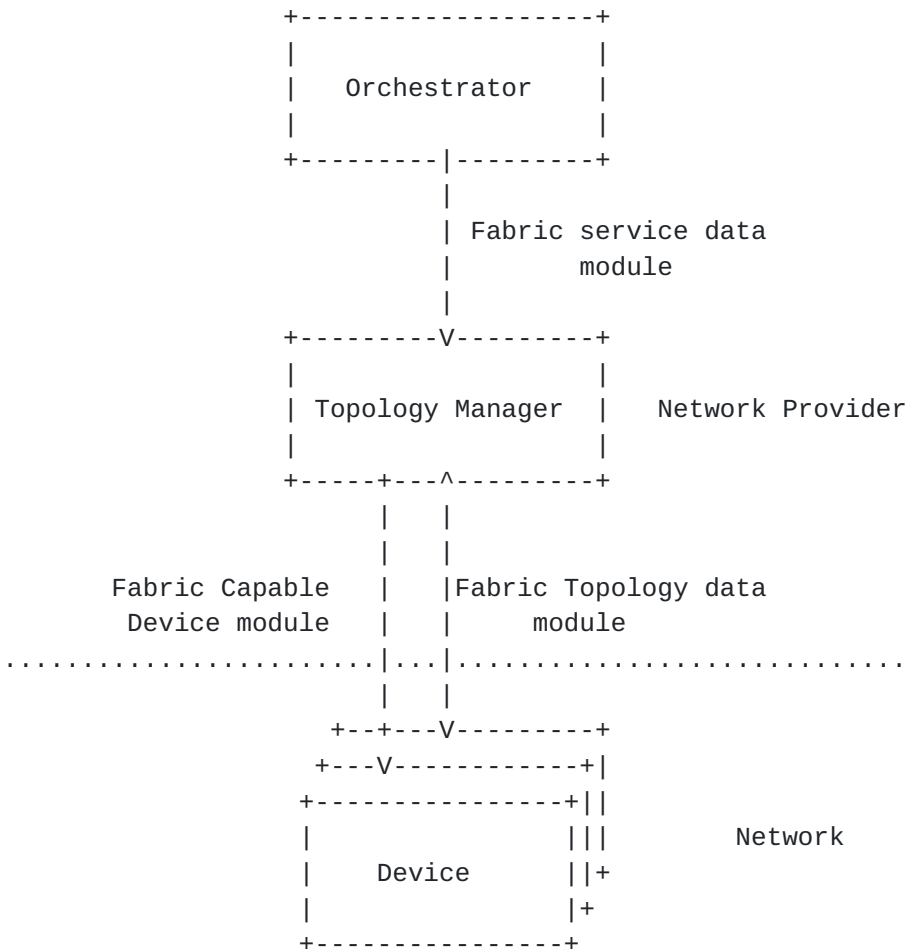 Orchestrator
Fabric service data
module
Topology Manager Network Provider
Fabric Capable Fabric Topology data
Device module module
Network
Device